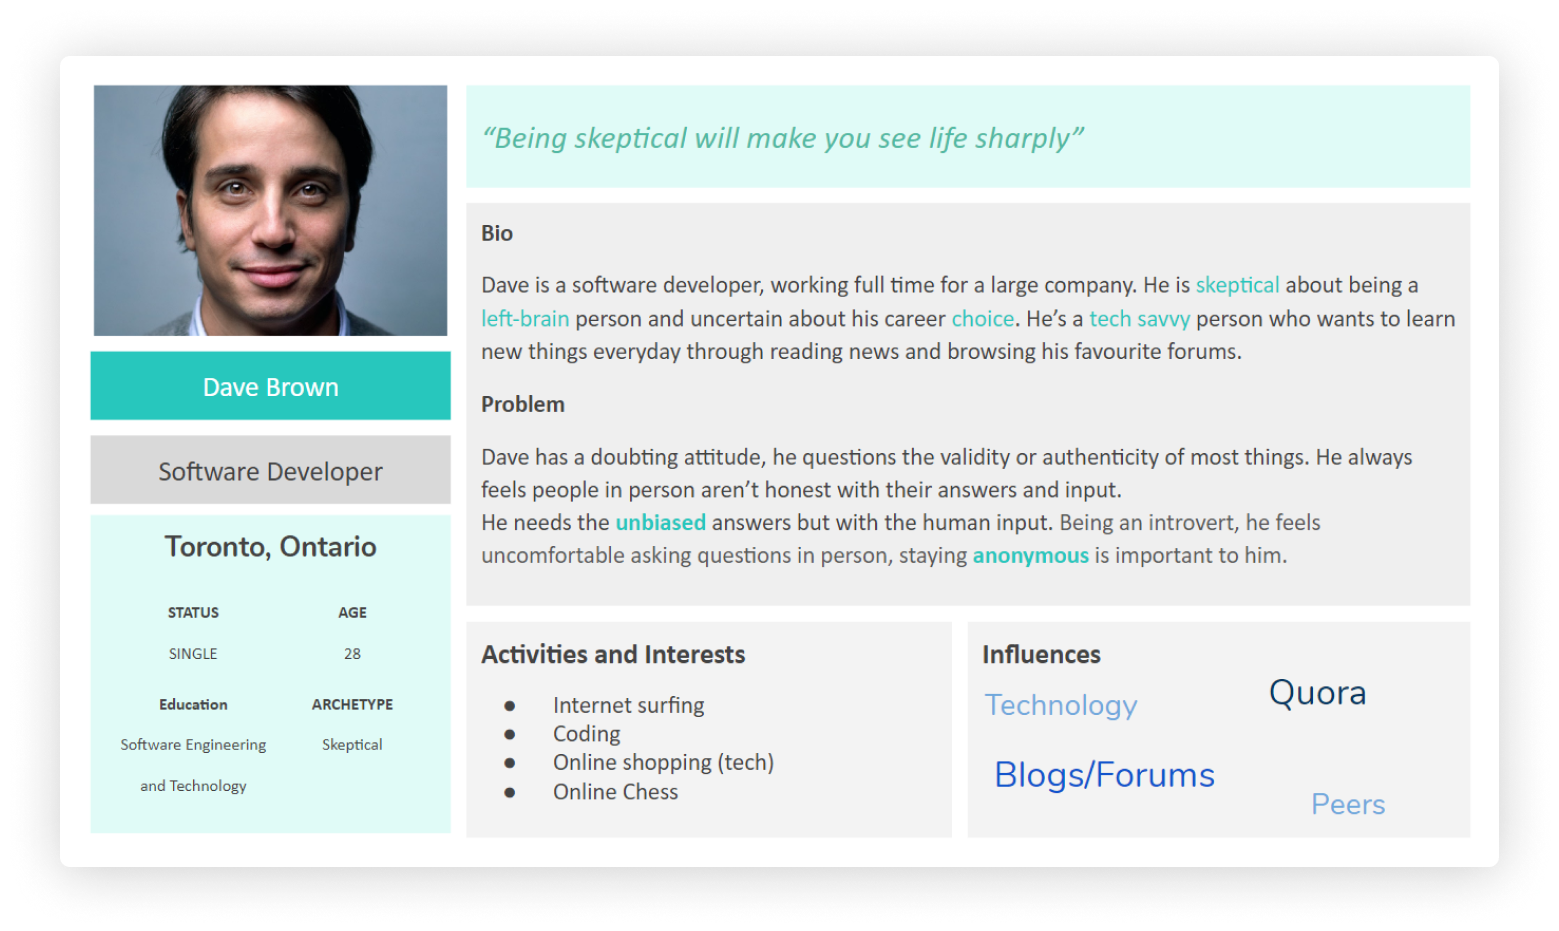 “Being skeptical will make you see life sharply”
Bio
Dave is a software developer, working full time for a large company. He is skeptical about being a
left-brain person and uncertain about his career choice. He’s a tech savvy person who wants to learn
new things everyday through reading news and browsing his favourite forums.
Problem
Dave has a doubting attitude, he questions the validity or authenticity of most things. He always
feels people in person aren’t honest with their answers and input.
He needs the unbiased answers but with the human input. Being an introvert, he feels
uncomfortable asking questions in person, staying anonymous is important to him.
Dave Brown
Software Developer
Toronto, Ontario
STATUS AGE
SINGLE 28
Education ARCHETYPE
Software Engineering Skeptical
and Technology
Activities and Interests
● Internet surfing
● Coding
● Online shopping (tech)
● Online Chess
Influences
Quora
Technology
Blogs/Forums
Peers